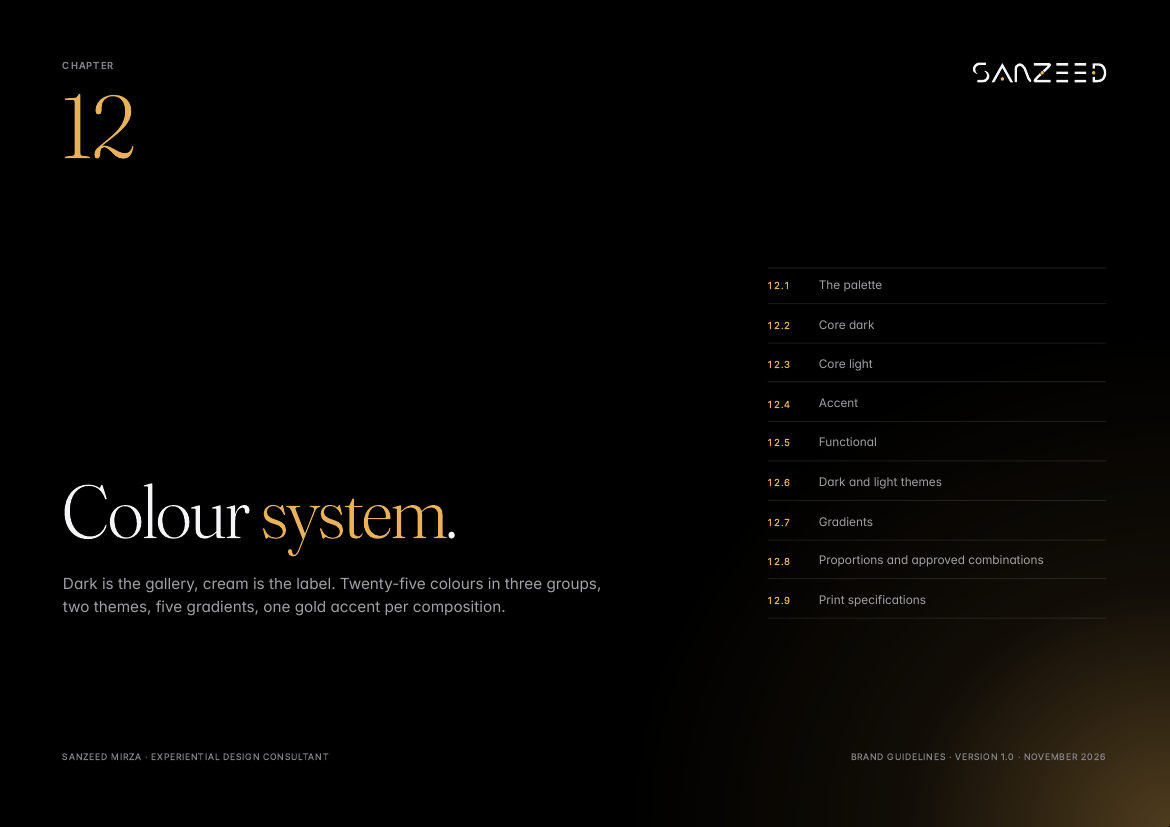 CHAPTER
SANZEED
12
12.1 The palette
12.2 Core dark
12.3 Core light
12.4 Accent
12.5 Functional
12.6 Dark and light themes
12.7 Gradients
12.8 Proportions and approved combinations
12.9 Print specifications
Colour system.
Dark is the gallery, cream is the label. Twenty-five colours in three groups,
two themes, five gradients, one gold accent per composition.
SANZEED MIRZA · EXPERIENTIAL DESIGN CONSULTANT
BRAND GUIDELINES · VERSION 1.0 · NOVEMBER 2026